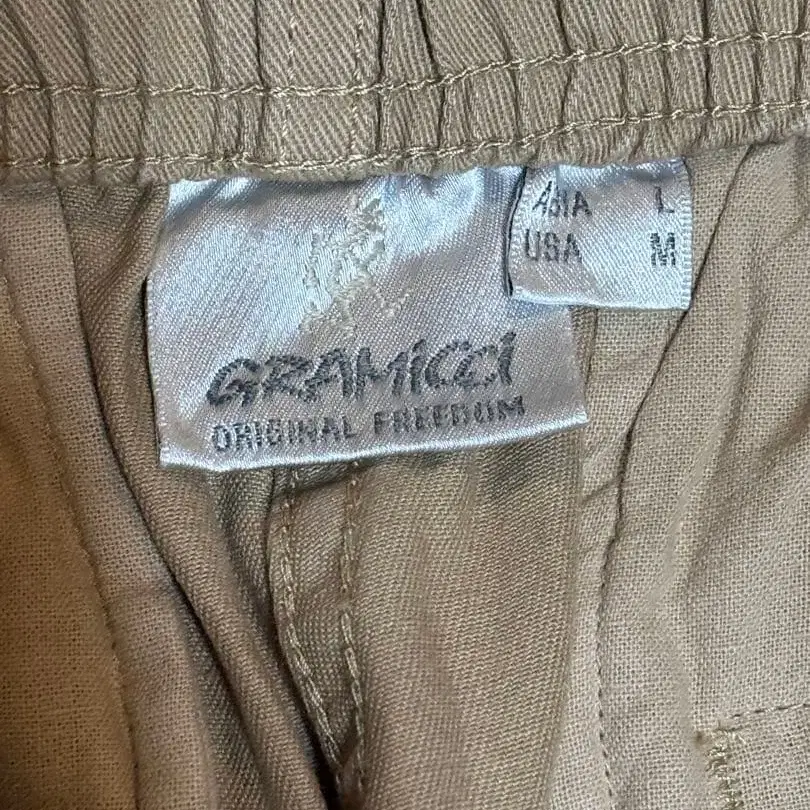 ASIA L
USA M
GRAMiCCi
ORIGINAL FREEDOM